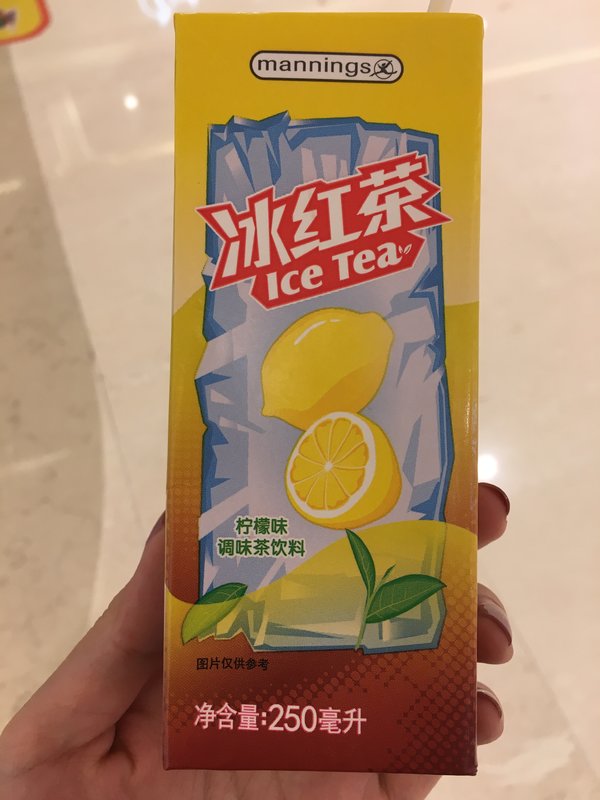 mannings
冰红茶
Ice Tea
柠檬味
调味茶饮料
图片仅供参考
净含量:250毫升